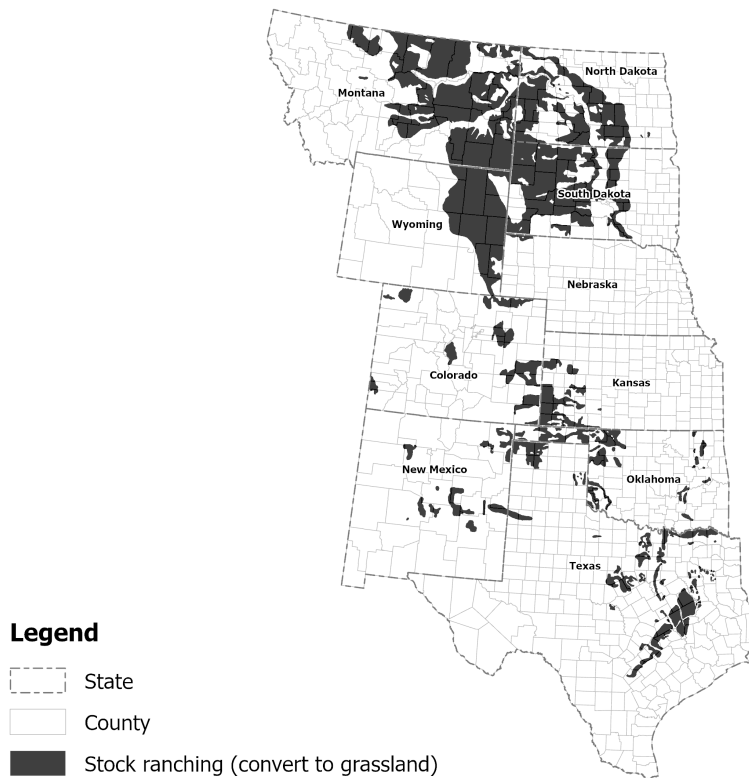 North Dakota
Montana
South Dakota
Wyoming
Nebraska
Colorado
Kansas
New Mexico
Oklahoma
Texas
Legend
State
County
Stock ranching (convert to grassland)